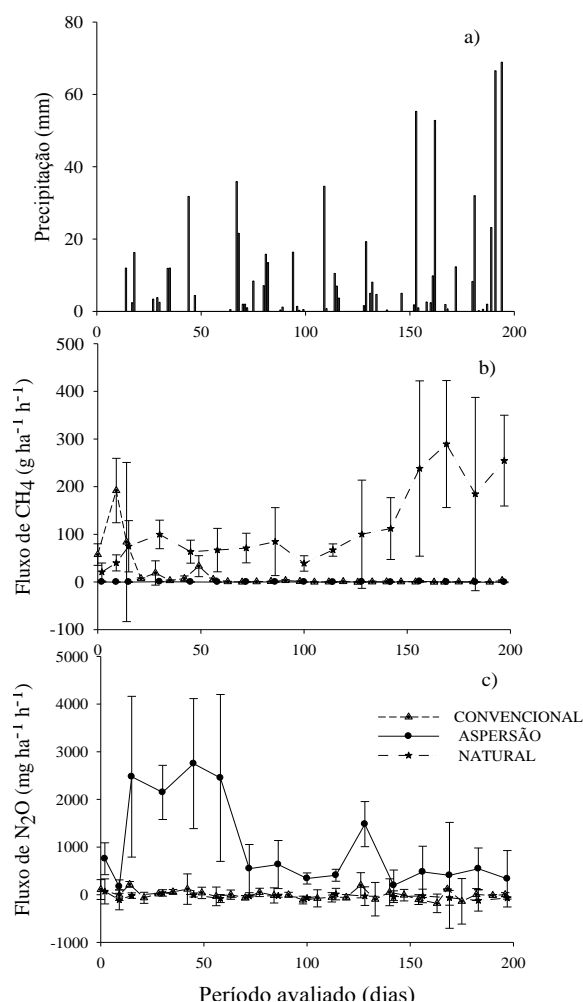 a)
Precipitação (mm)
80
60
40
20
0
0 50 100 150 200
b)
Fluxo de CH4 (g ha⁻¹ h⁻¹)
500
400
300
200
100
0
-100
0 50 100 150 200
c)
Fluxo de N2O (mg ha⁻¹ h⁻¹)
5000
4000
3000
2000
1000
0
-1000
CONVENCIONAL
ASPERSÃO
NATURAL
0 50 100 150 200
Período avaliado (dias)